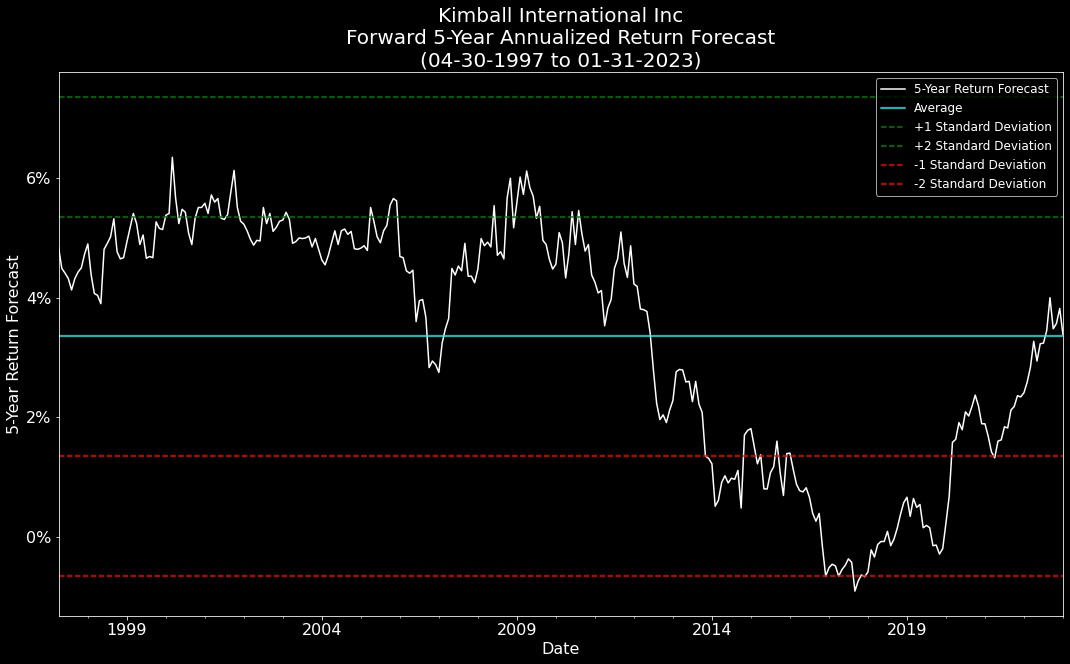 Kimball International Inc
Forward 5-Year Annualized Return Forecast
(04-30-1997 to 01-31-2023)
5-Year Return Forecast
Average
+1 Standard Deviation
+2 Standard Deviation
-1 Standard Deviation
-2 Standard Deviation
5-Year Return Forecast
6%
4%
2%
0%
1999
2004
2009
2014
2019
Date